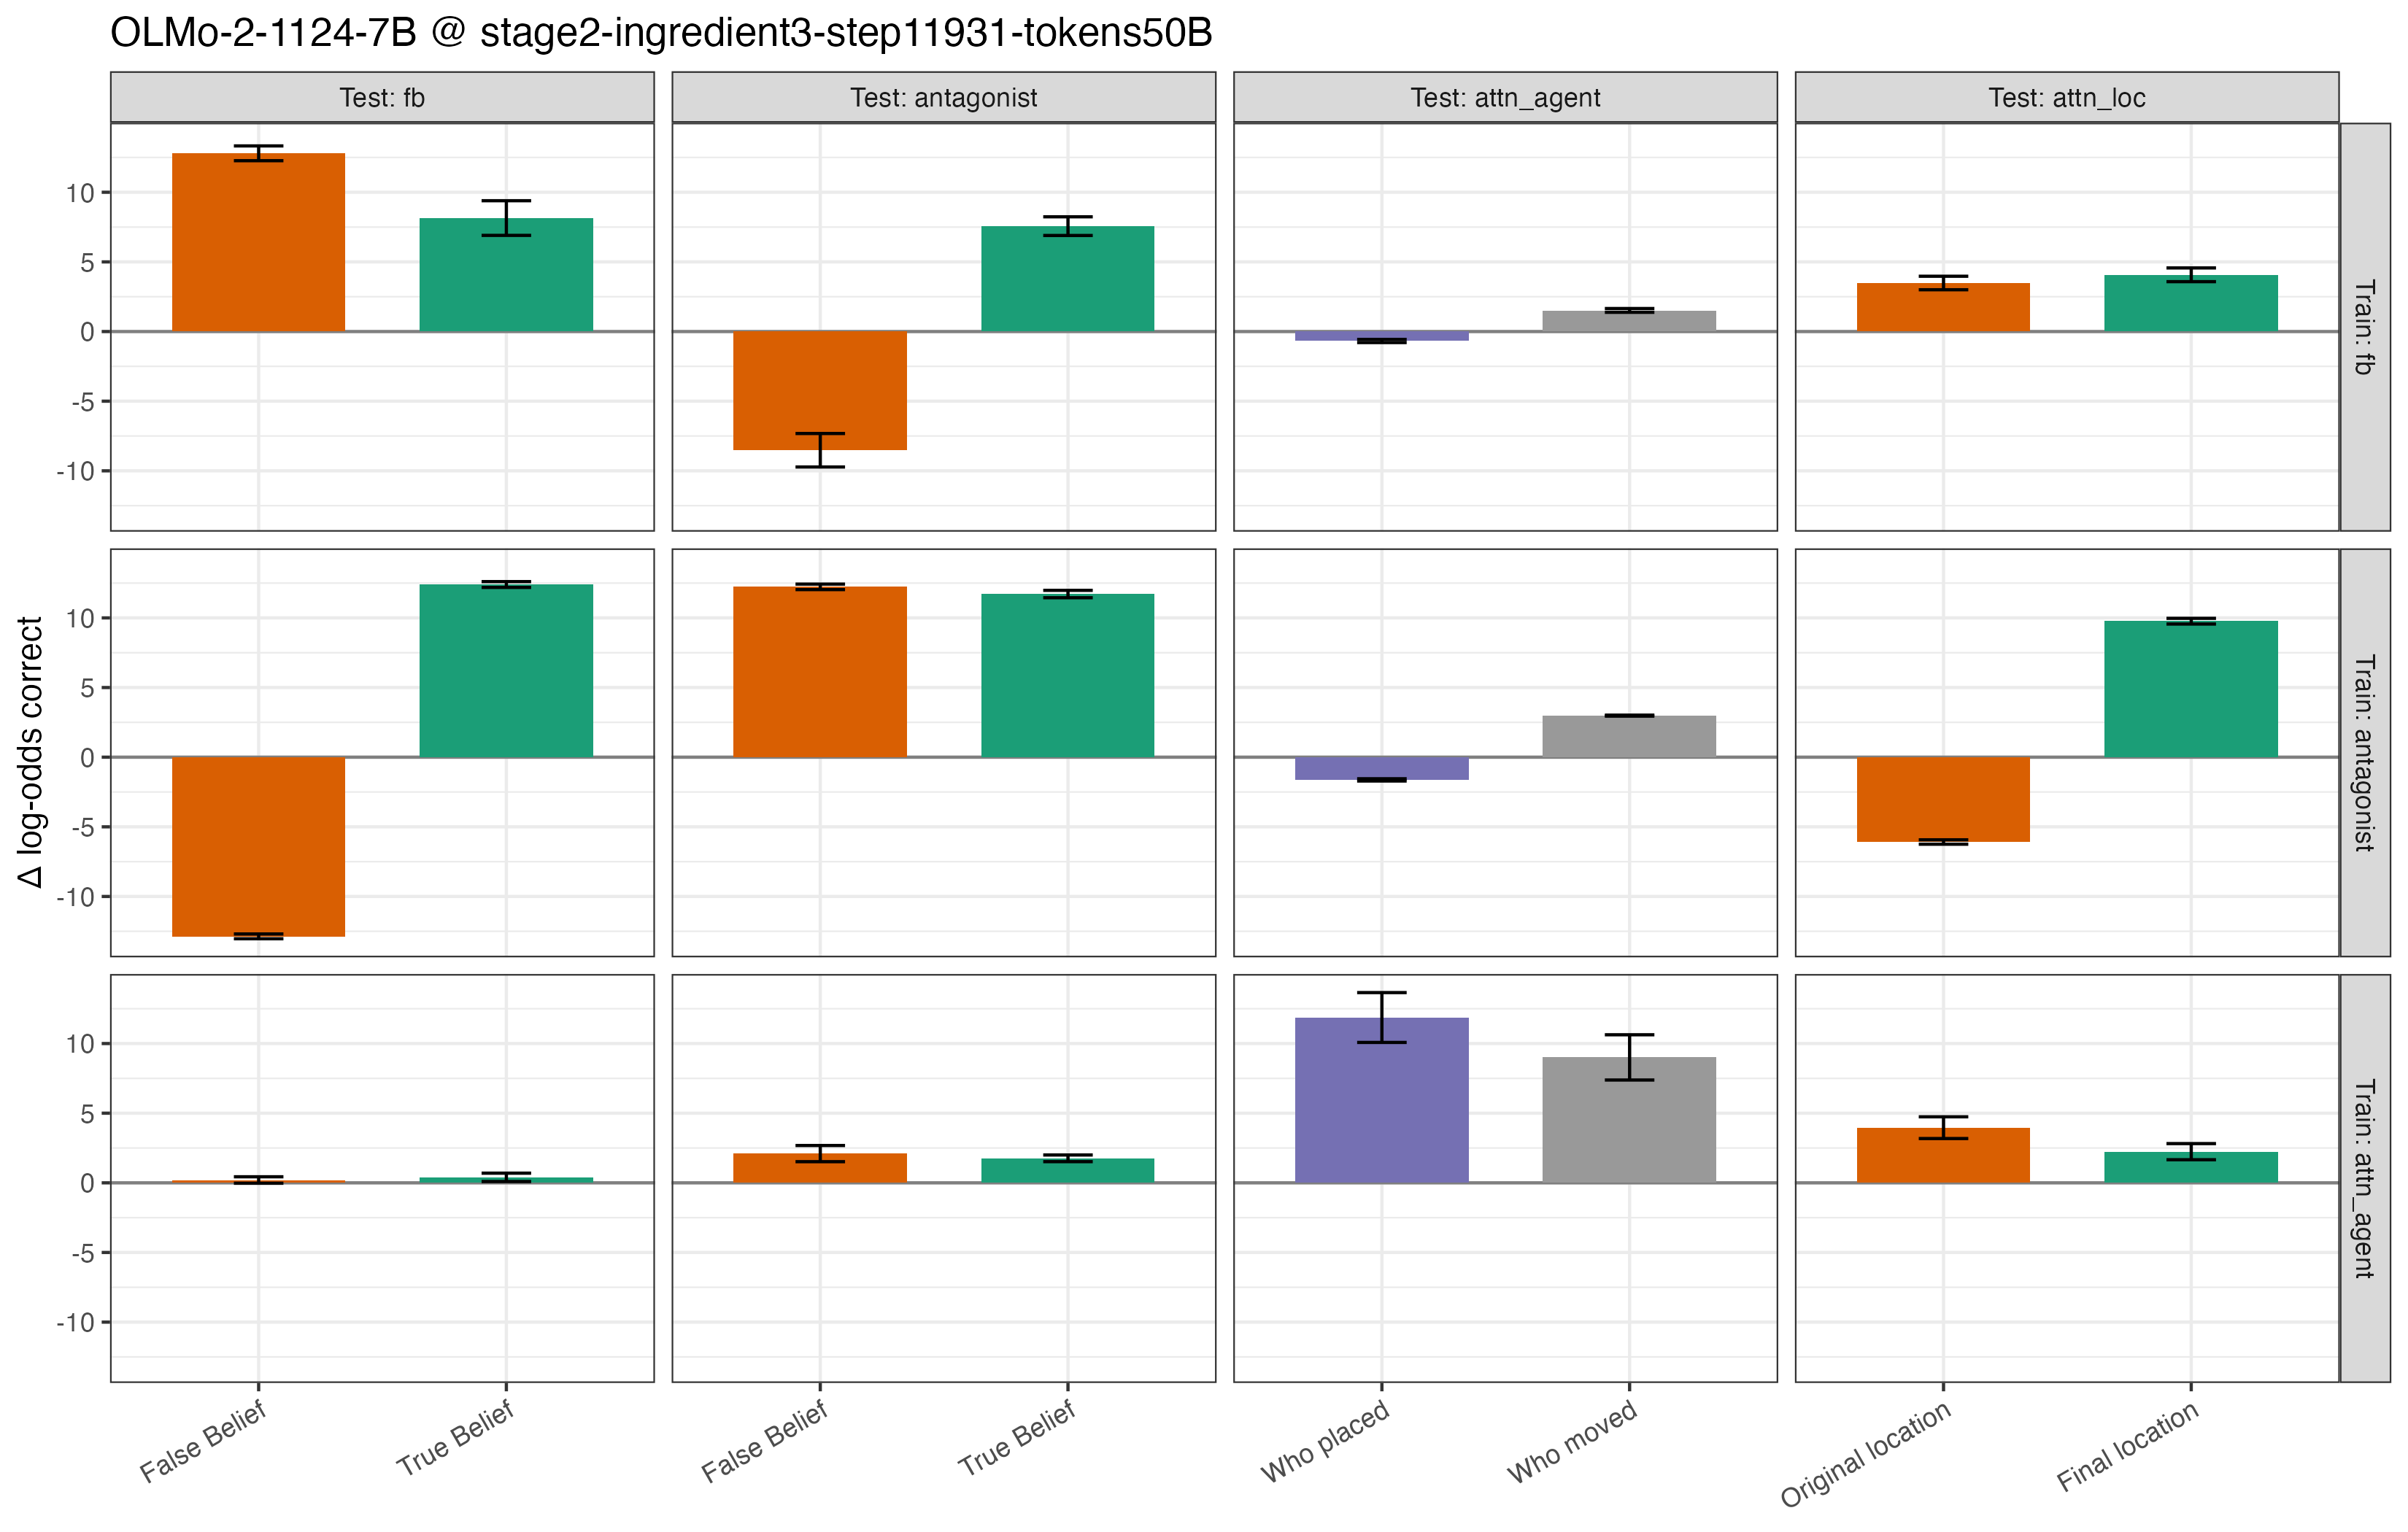 OLMo-2-1124-7B @ stage2-ingredient3-step11931-tokens50B
Test: fb
Test: antagonist
Test: attn_agent
Test: attn_loc
10
5
0
-5
-10
Train: fb
Δ log-odds correct
10
5
0
-5
-10
Train: antagonist
10
5
0
-5
-10
Train: attn_agent
False Belief
True Belief
False Belief
True Belief
Who placed
Who moved
Original location
Final location